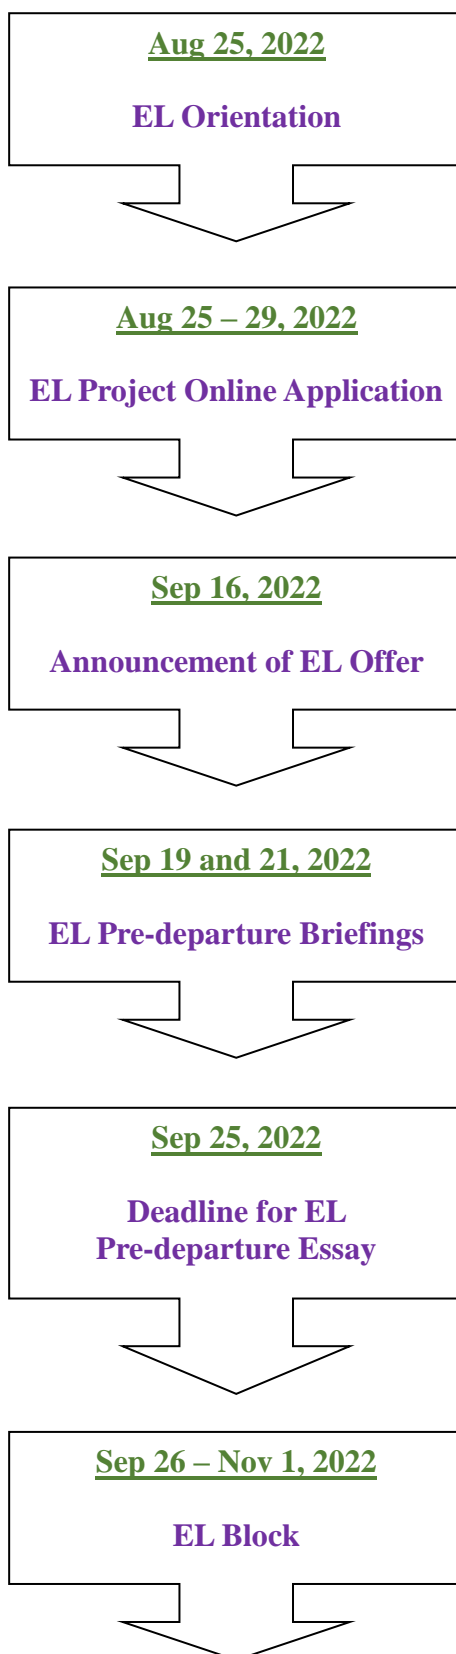 Aug 25, 2022
EL Orientation
Aug 25 – 29, 2022
EL Project Online Application
Sep 16, 2022
Announcement of EL Offer
Sep 19 and 21, 2022
EL Pre-departure Briefings
Sep 25, 2022
Deadline for EL
Pre-departure Essay
Sep 26 – Nov 1, 2022
EL Block